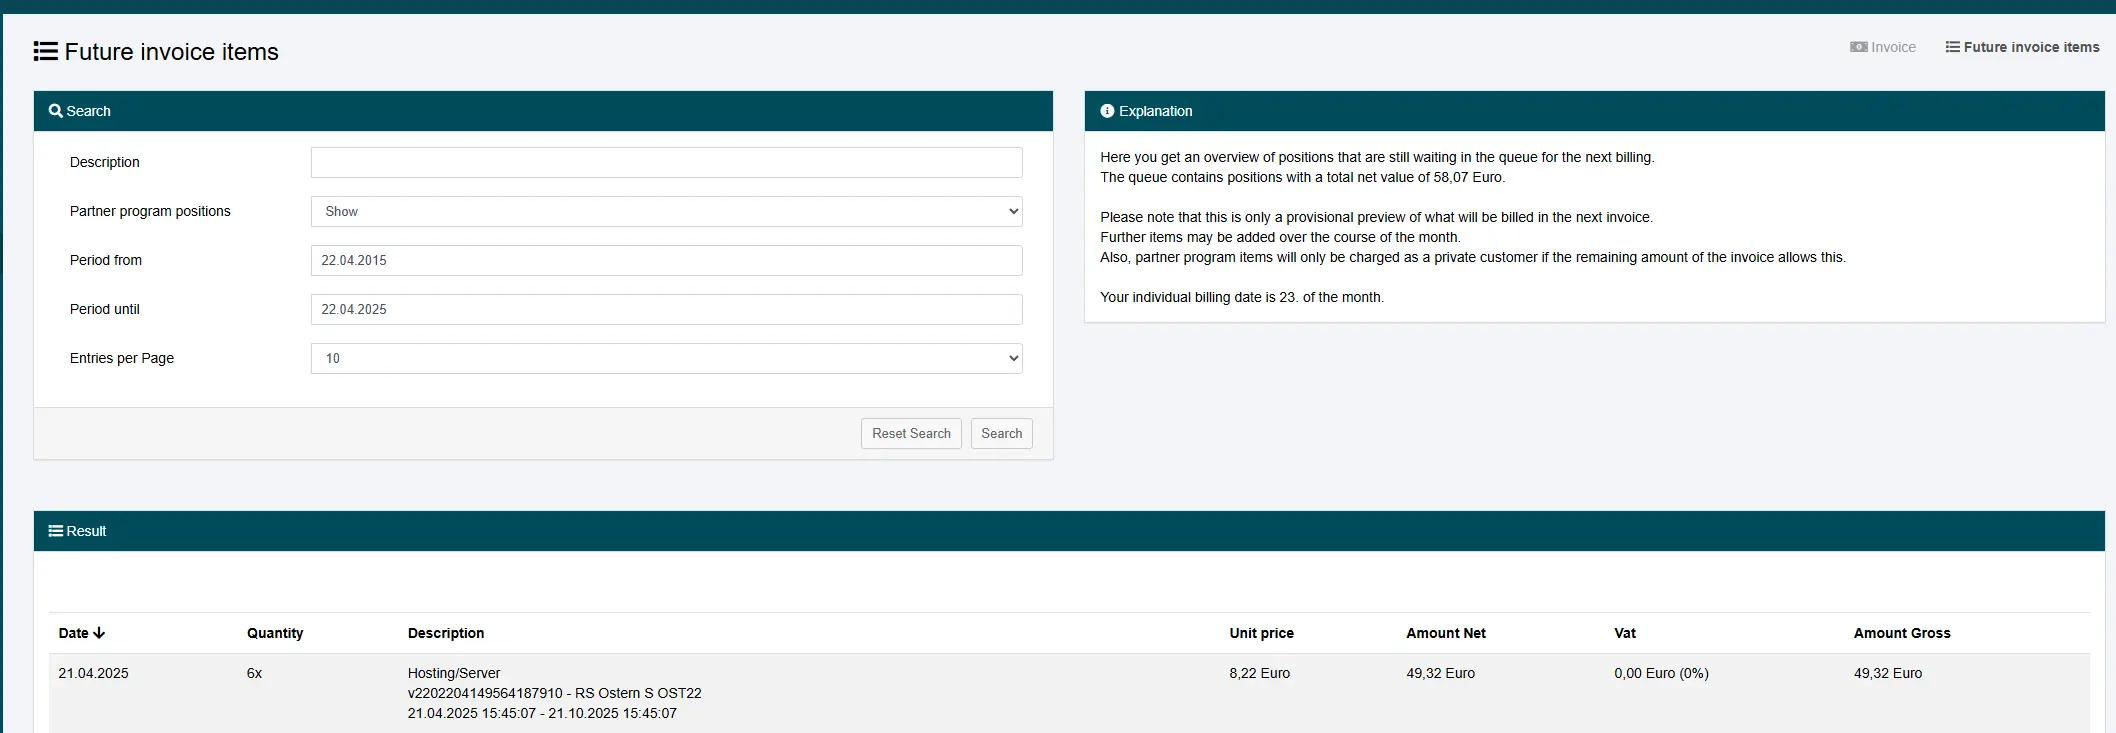 Future invoice items
Invoice
Future invoice items
Search
Description
Partner program positions
Show
Period from
22.04.2015
Period until
22.04.2025
Entries per Page
10
Reset Search
Search
Explanation
Here you get an overview of positions that are still waiting in the queue for the next billing.
The queue contains positions with a total net value of 58,07 Euro.
Please note that this is only a provisional preview of what will be billed in the next invoice.
Further items may be added over the course of the month.
Also, partner program items will only be charged as a private customer if the remaining amount of the invoice allows this.
Your individual billing date is 23. of the month.
Result
Date Quantity Description Unit price Amount Net Vat Amount Gross
21.04.2025 6x Hosting/Server 8,22 Euro 49,32 Euro 0,00 Euro (0%) 49,32 Euro
v2202204149564187910 - RS Ostern S OST22
21.04.2025 15:45:07 - 21.10.2025 15:45:07